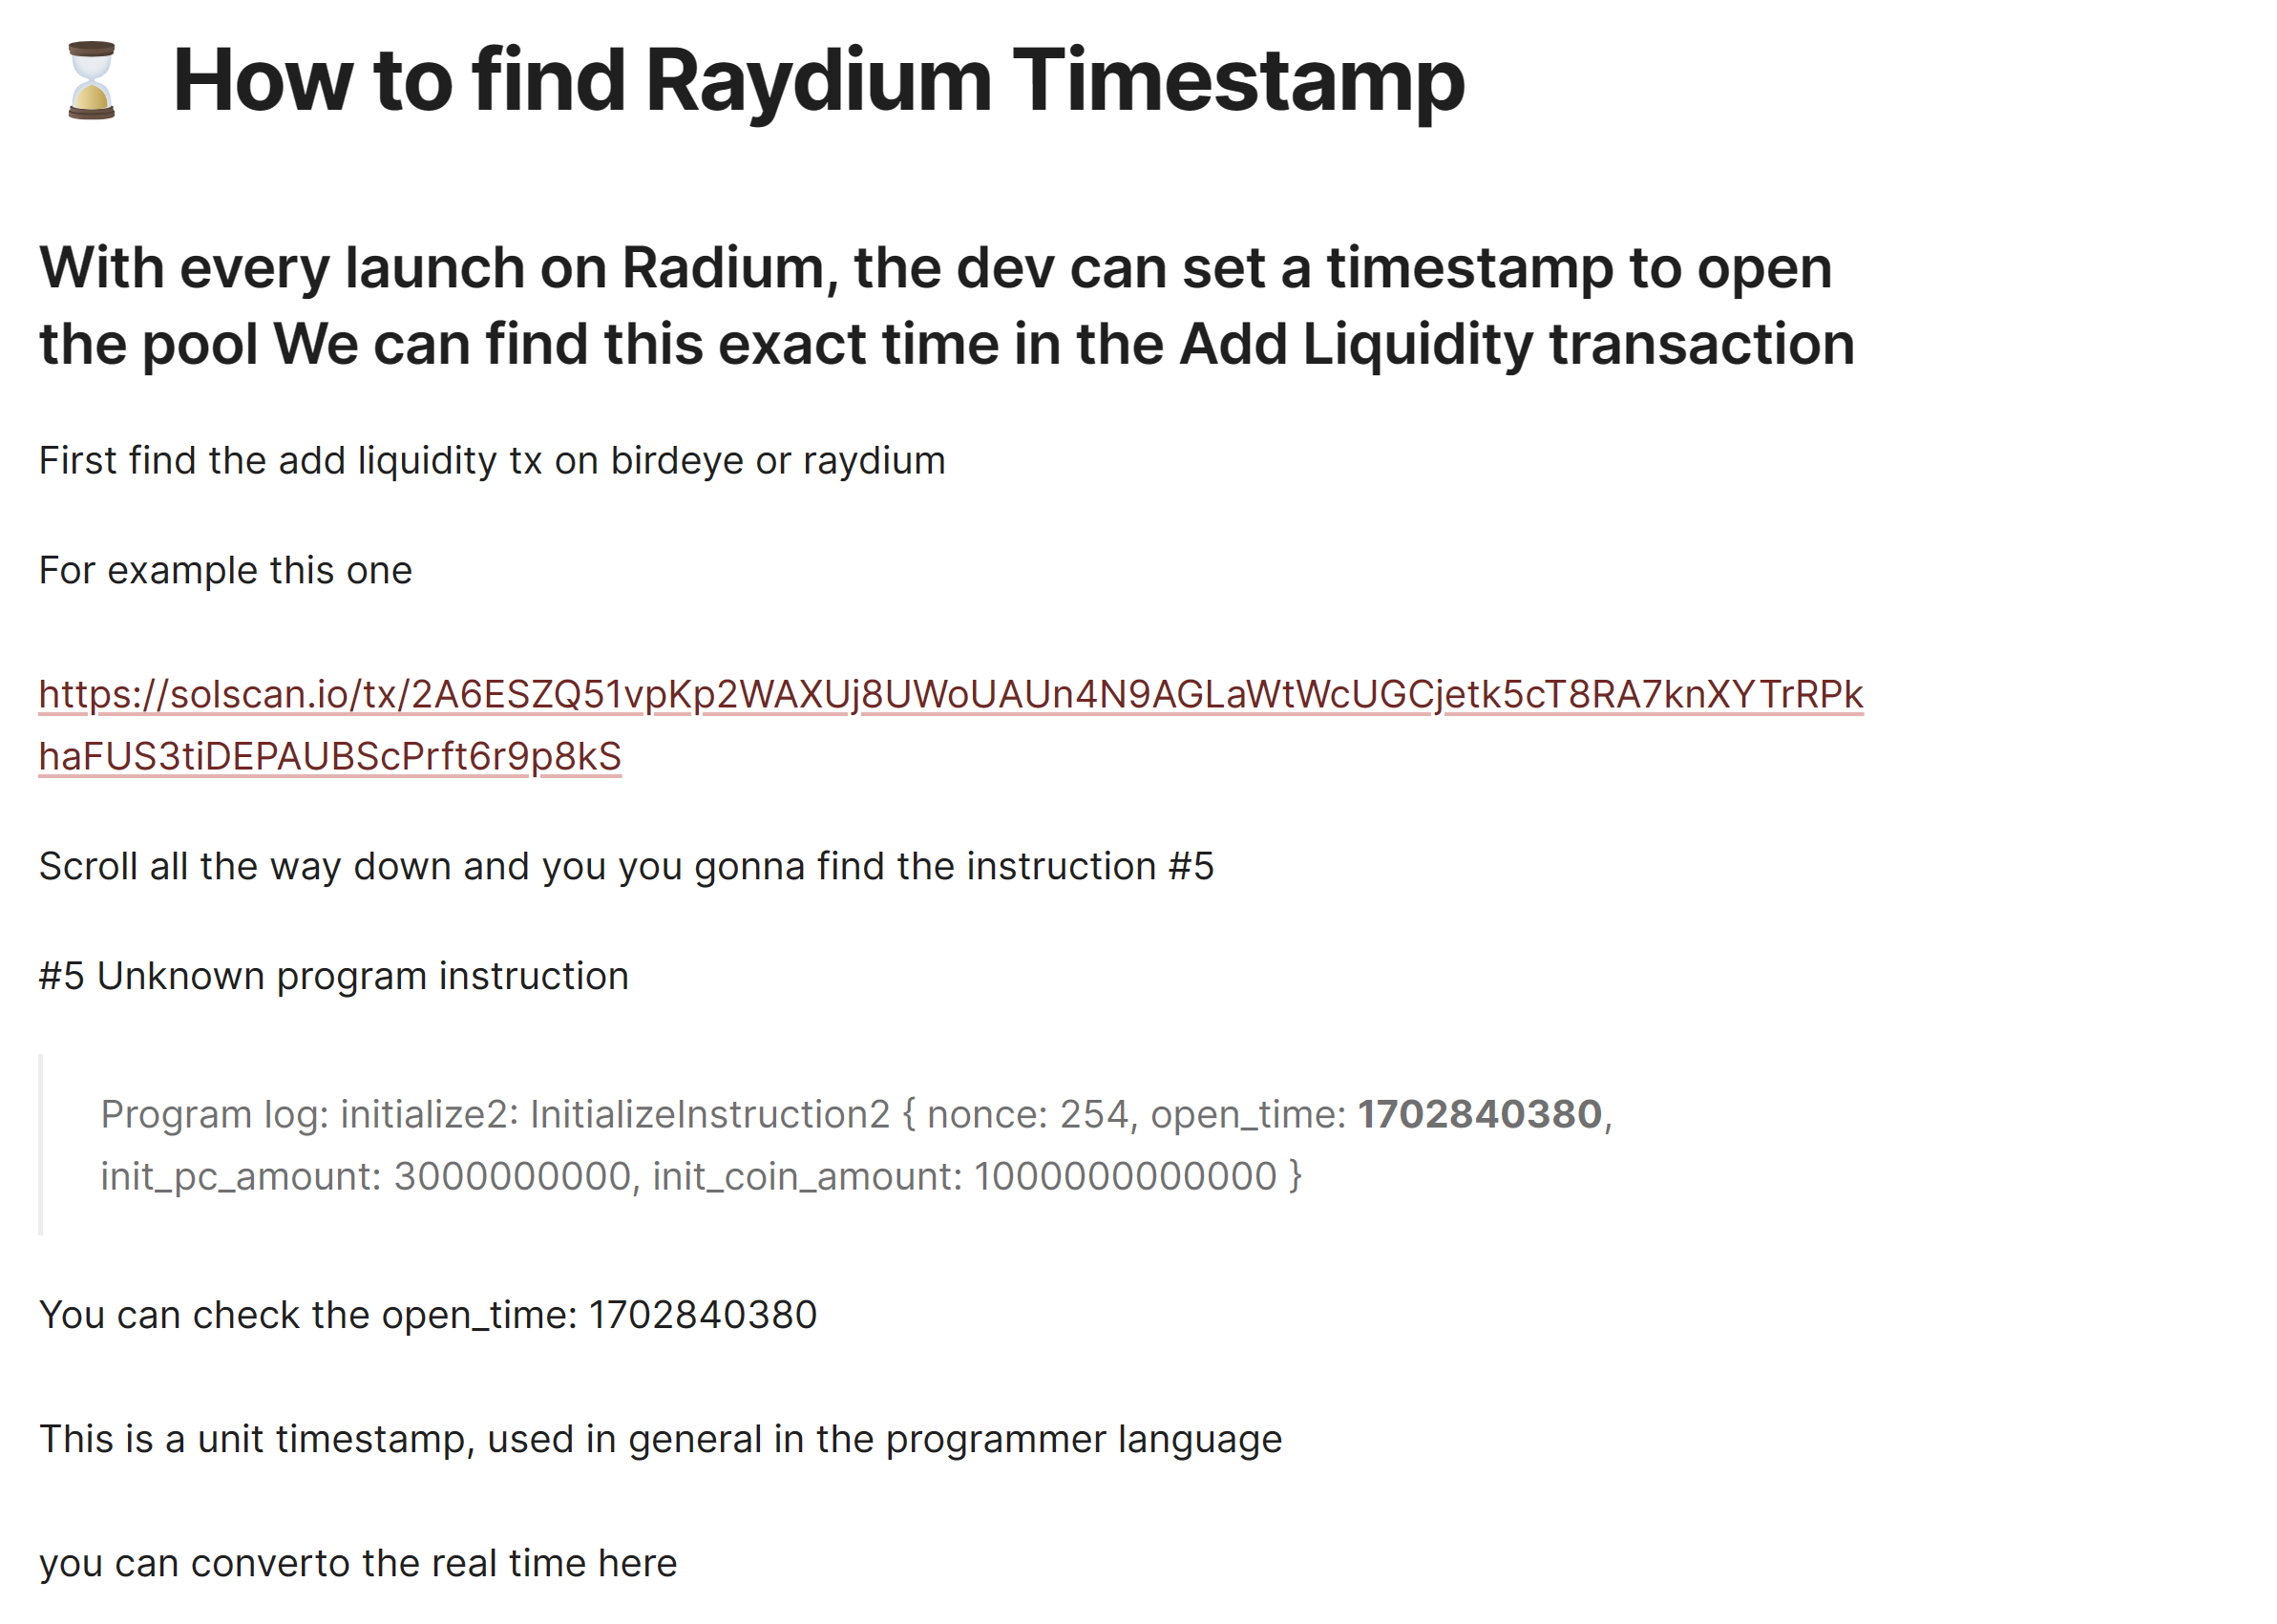 How to find Raydium Timestamp
With every launch on Radium, the dev can set a timestamp to open
the pool We can find this exact time in the Add Liquidity transaction
First find the add liquidity tx on birdeye or raydium
For example this one
https://solscan.io/tx/2A6ESZQ51vpKp2WAXUj8UWoUAUn4N9AGLaWtWcUGCjetk5cT8RA7knXYTrRPk
haFUS3tiDEPAUBScPrft6r9p8kS
Scroll all the way down and you you gonna find the instruction #5
#5 Unknown program instruction
Program log: initialize2: InitializeInstruction2 { nonce: 254, open_time: 1702840380,
init_pc_amount: 3000000000, init_coin_amount: 1000000000000 }
You can check the open_time: 1702840380
This is a unit timestamp, used in general in the programmer language
you can converto the real time here